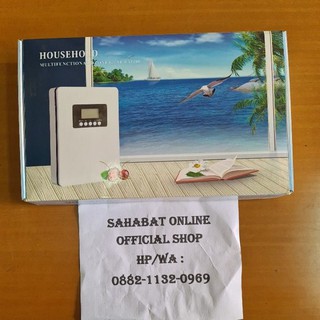 HOUSEHOLD
SAHABAT ONLINE
OFFICIAL SHOP
HP/WA :
0882-1132-0969